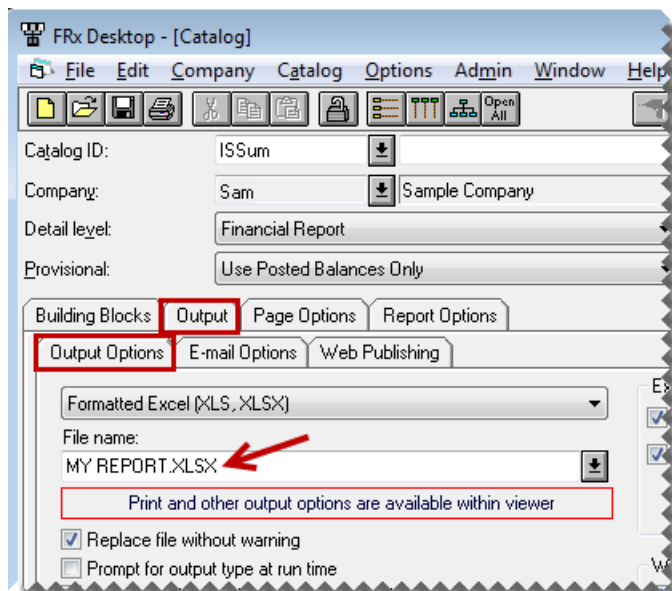 FRx Desktop - [Catalog]
File Edit Company Catalog Options Admin Window Help
Open All
Catalog ID: ISSum
Company: Sam Sample Company
Detail level: Financial Report
Provisional: Use Posted Balances Only
Building Blocks Output Page Options Report Options
Output Options E-mail Options Web Publishing
Formatted Excel (XLS, XLSX)
File name:
MY REPORT.XLSX
Print and other output options are available within viewer
Replace file without warning
Prompt for output type at run time